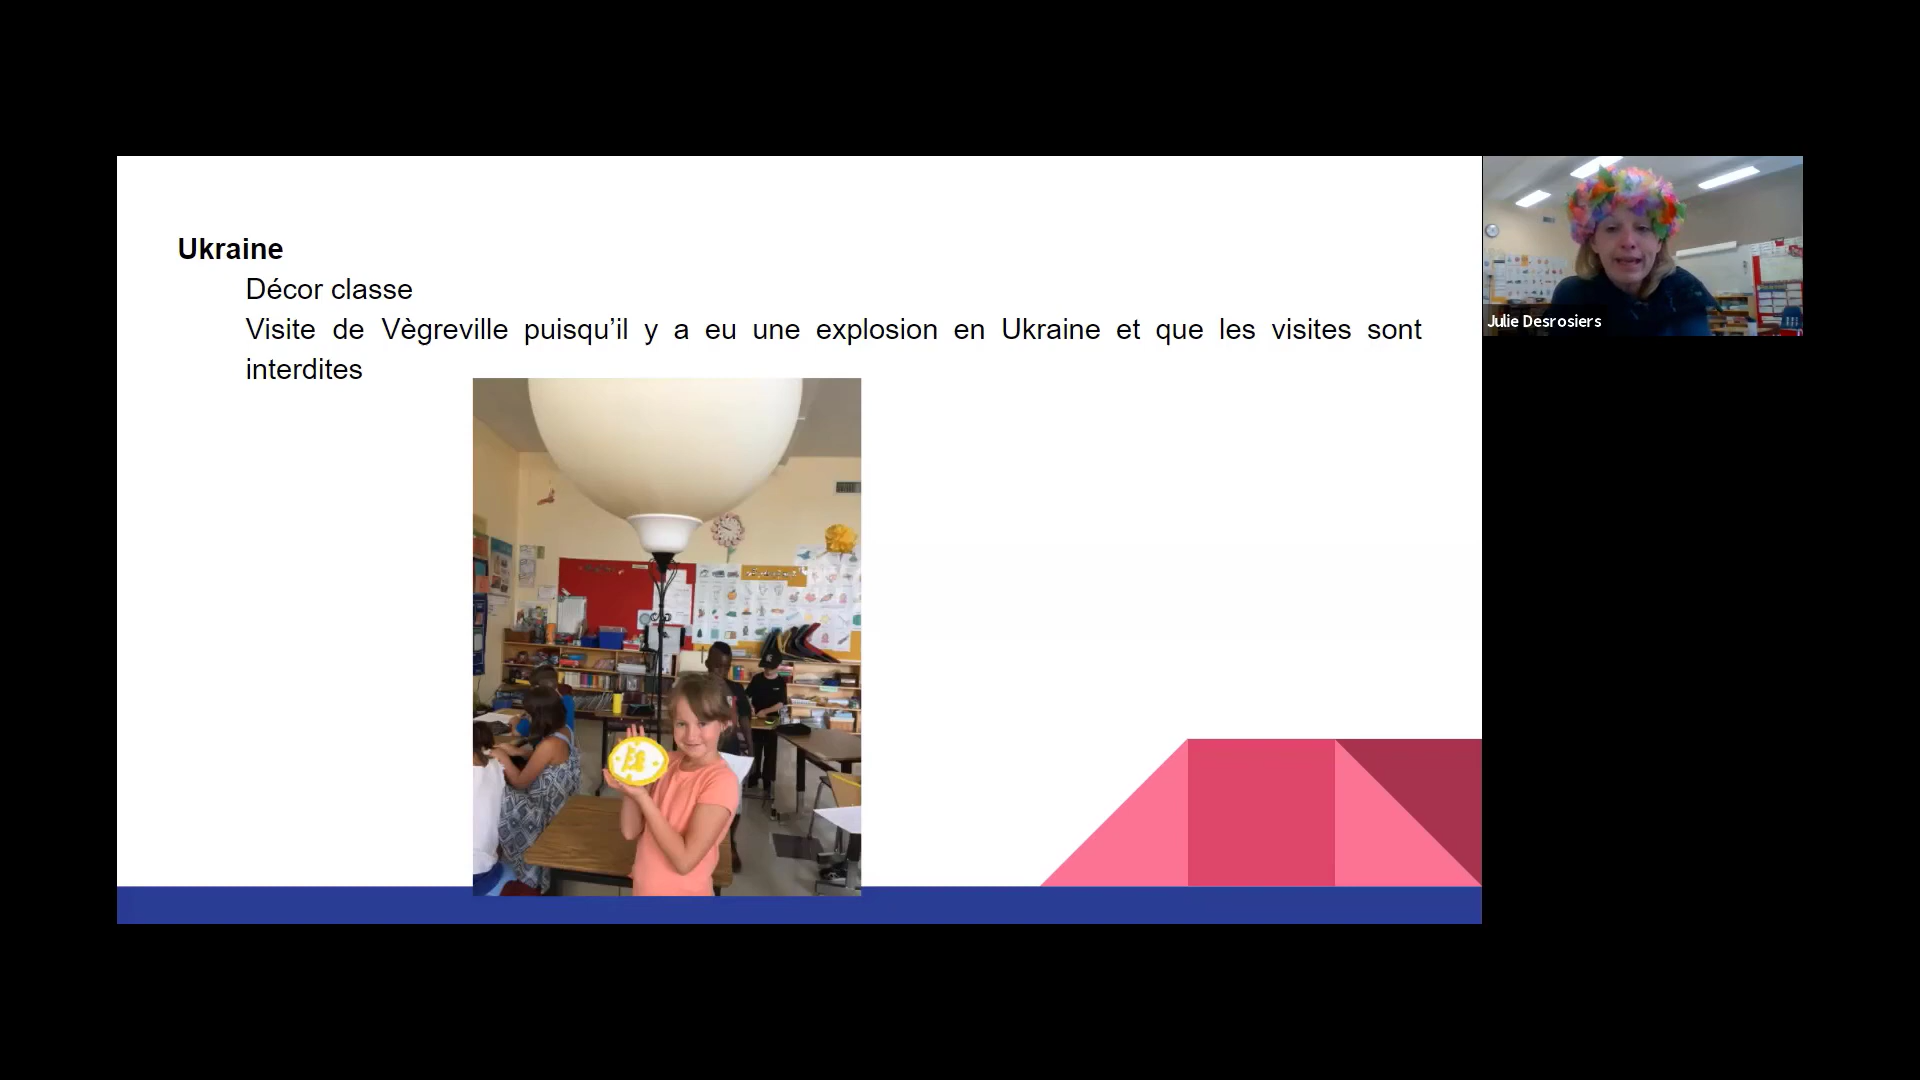 Ukraine
Décor classe
Visite de Vègreville puisqu’il y a eu une explosion en Ukraine et que les visites sont
interdites
Julie Desrosiers